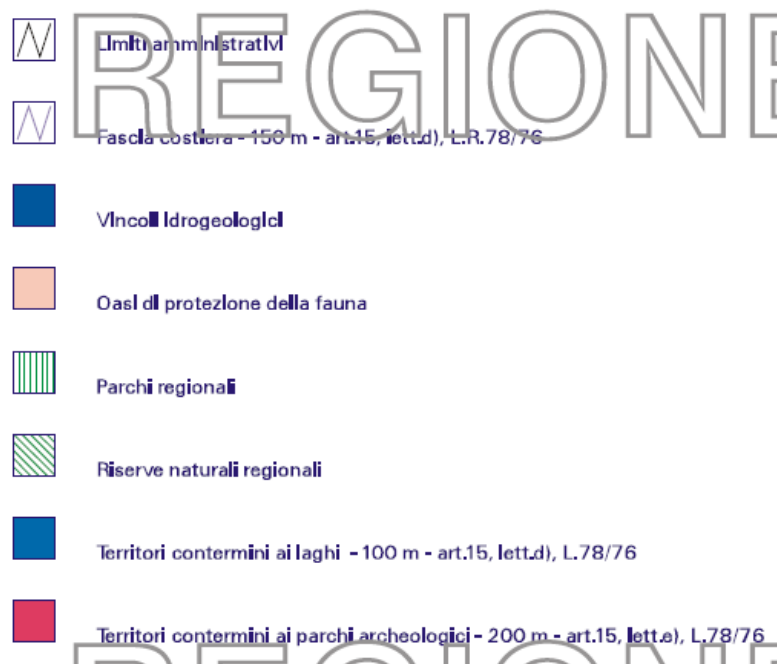 REGIONE
Limiti amministrativi
Fascia costiera - 150 m - art.15, lett.d), L.R.78/76
Vincoli idrogeologici
Oasi di protezione della fauna
Parchi regionali
Riserve naturali regionali
Territori contermini ai laghi - 100 m - art.15, lett.d), L.78/76
Territori contermini ai parchi archeologici - 200 m - art.15, lett.e), L.78/76
REGIONE